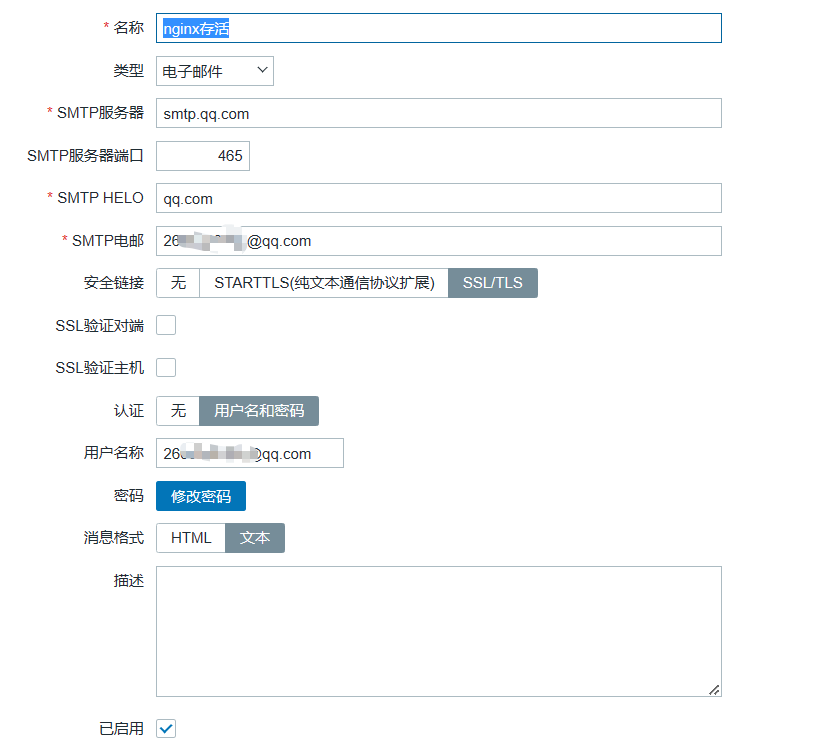 * 名称 nginx存活
类型 电子邮件
* SMTP服务器 smtp.qq.com
SMTP服务器端口 465
* SMTP HELO qq.com
* SMTP电邮 26 @qq.com
安全链接 无 STARTTLS(纯文本通信协议扩展) SSL/TLS
SSL验证对端
SSL验证主机
认证 无 用户名和密码
用户名称 26 @qq.com
密码 修改密码
消息格式 HTML 文本
描述
已启用